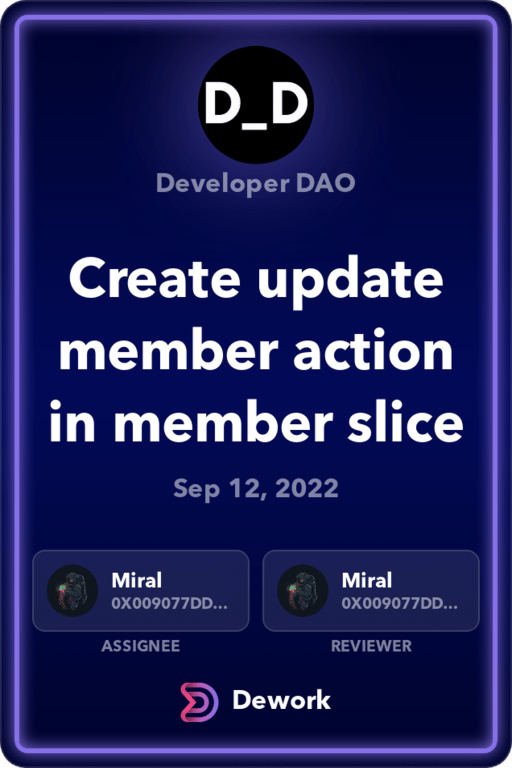 D_D
Developer DAO
Create update
member action
in member slice
Sep 12, 2022
Miral
0X009077DD...
ASSIGNEE
Miral
0X009077DD...
REVIEWER
Dework